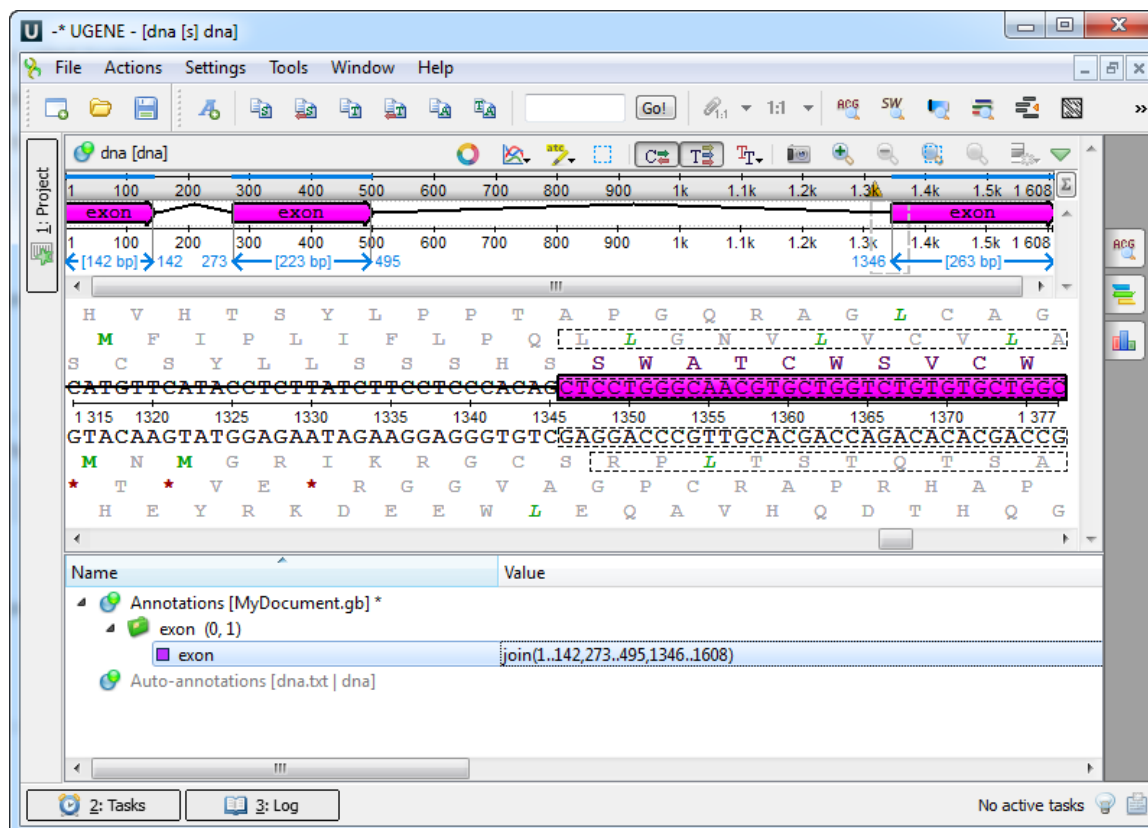 U -* UGENE - [dna [s] dna]
File Actions Settings Tools Window Help
Go! 1:1 ACG SW »
1: Project
dna [dna]
1 100 200 300 400 500 600 700 800 900 1k 1.1k 1.2k 1.3k 1.4k 1.5k 1 608 Σ
exon exon exon
1 100 200 300 400 500 600 700 800 900 1k 1.1k 1.2k 1.3k 1.4k 1.5k 1 608
[142 bp] 142 273 [223 bp] 495 1346 [263 bp]
H V H T S Y L P P T A P G Q R A G L C A G
M F I P L I F L P Q L L G N V L V C V L A
S C S Y L L S S S H S S W A T C W S V C W
CATGTTCATACCTCTTATCTTCCTCCCACAGCTCCTGGGCAACGTGCTGGTCTGTGTGCTGGC
1 315 1320 1325 1330 1335 1340 1345 1350 1355 1360 1365 1370 1 377
GTACAAGTATGGAGAATAGAAGGAGGGTGTCGAGGACCCGTTGCACGACCAGACACACGACCG
M N M G R I K R G C S R P L T S T Q T S A
* T * V E * R G G V A G P C R A P R H A P
H E Y R K D E E W L E Q A V H Q D T H Q G
Name Value
Annotations [MyDocument.gb] *
exon (0, 1)
exon join(1..142,273..495,1346..1608)
Auto-annotations [dna.txt | dna]
2: Tasks 3: Log No active tasks